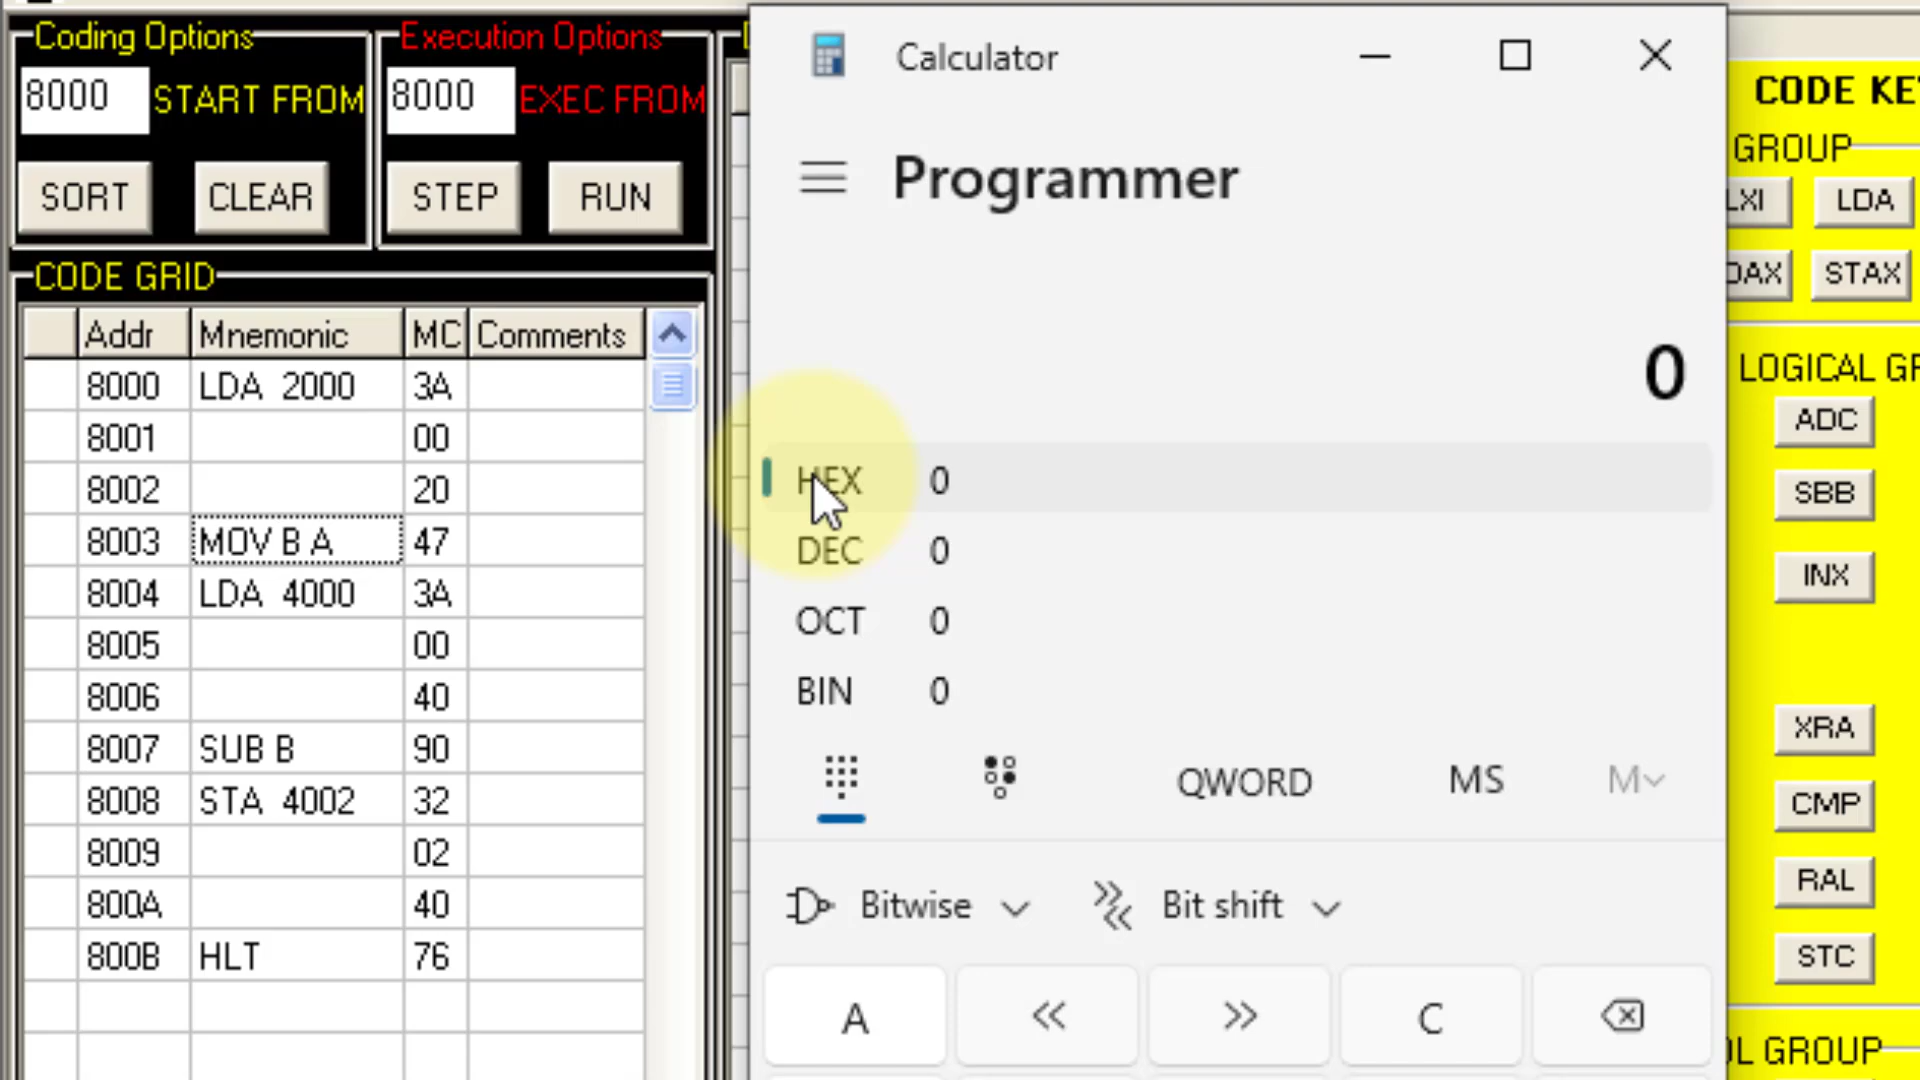 Coding Options
8000 START FROM
SORT CLEAR
Execution Options
8000 EXEC FROM
STEP RUN
CODE GRID
Addr Mnemonic MC Comments
8000 LDA 2000 3A
8001 00
8002 20
8003 MOV B A 47
8004 LDA 4000 3A
8005 00
8006 40
8007 SUB B 90
8008 STA 4002 32
8009 02
800A 40
800B HLT 76
Calculator
Programmer
0
HEX 0
DEC 0
OCT 0
BIN 0
QWORD MS M
Bitwise Bit shift
A << >> C
CODE KE
GROUP
LXI LDA
DAX STAX
LOGICAL GR
ADC
SBB
INX
XRA
CMP
RAL
STC
OL GROUP